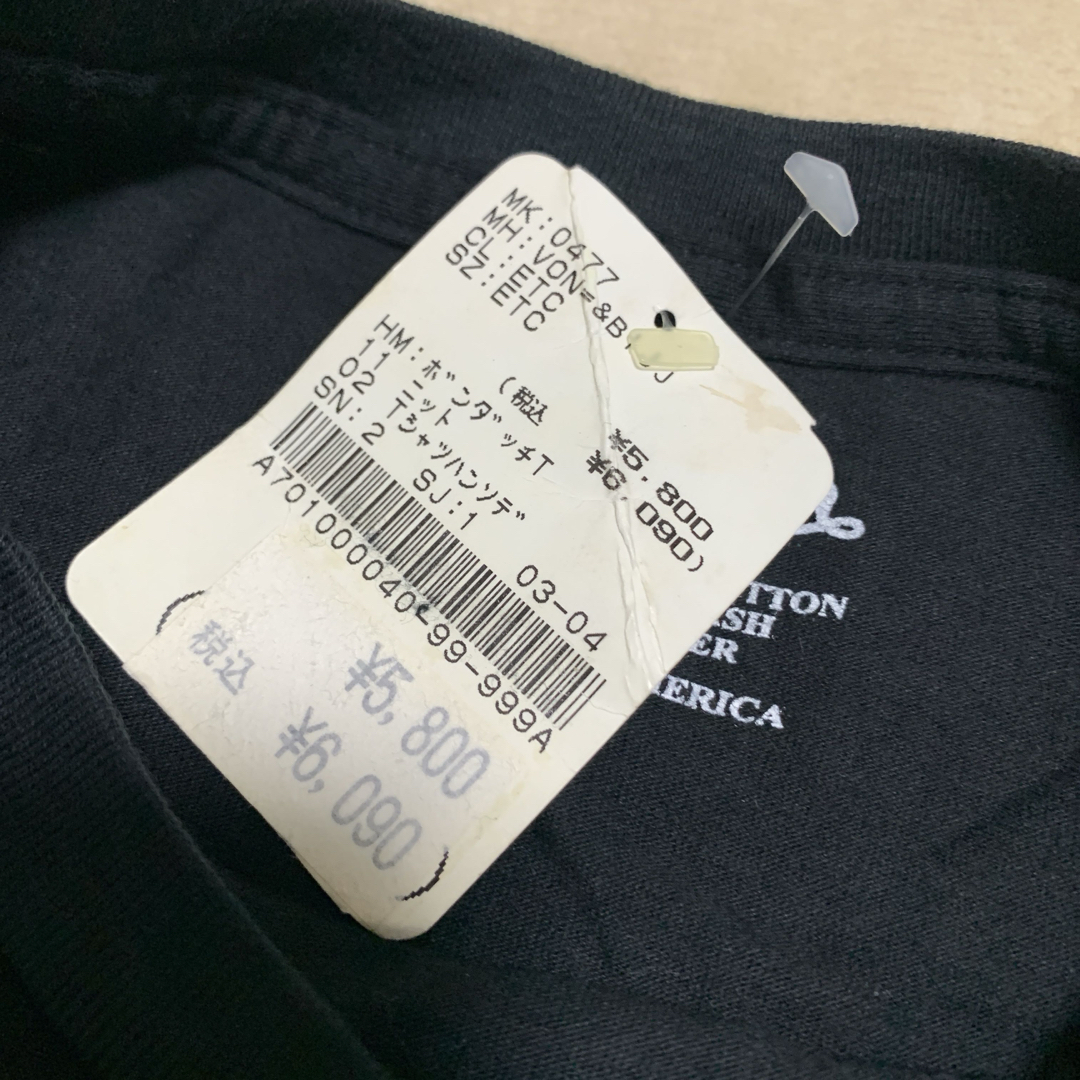 MK:0477
MH:VON=&B
CL:ETC
SZ:ETC
¥5,800
(税込 ¥6,090)
HM:ボンダッチT
11 ニット
02 Tシャツハンソデ
SN:2 SJ:1 03-04
A701000040-99-999A
¥5,800
(税込 ¥6,090)
MERICA